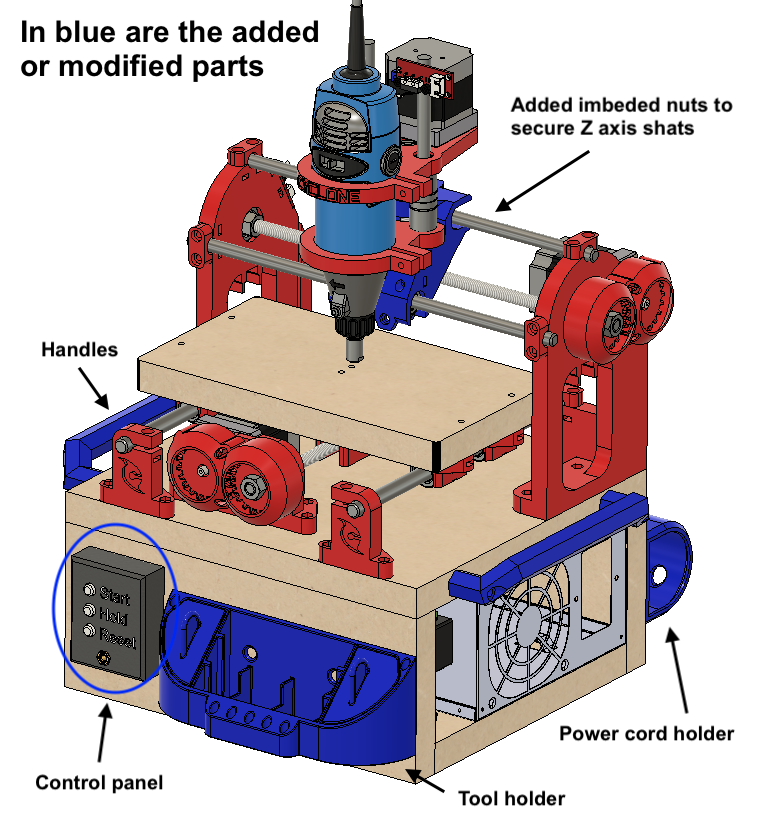 In blue are the added
or modified parts
Added imbeded nuts to
secure Z axis shats
CYCLONE
Handles
Start
Hold
Reset
Power cord holder
Control panel
Tool holder